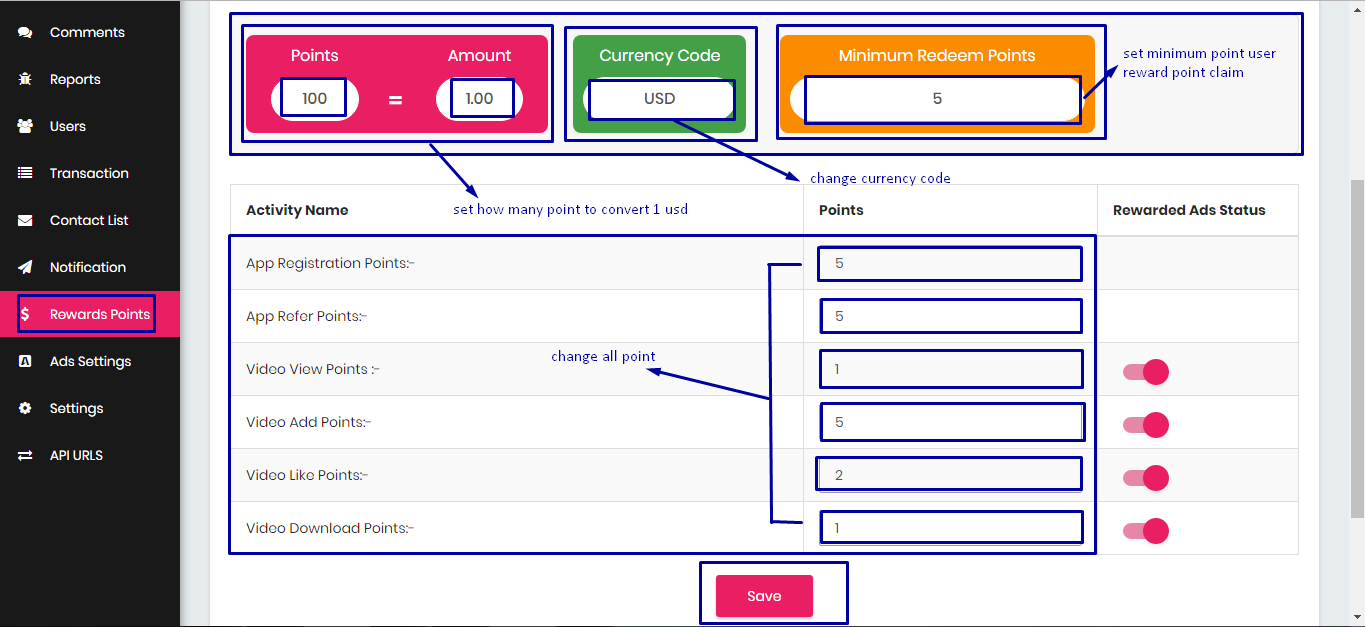 Comments
Reports
Users
Transaction
Contact List
Notification
$ Rewards Points
Ads Settings
Settings
API URLS
Points Amount
100 = 1.00
Currency Code
USD
Minimum Redeem Points
5
set minimum point user
reward point claim
change currency code
set how many point to convert 1 usd
Activity Name Points Rewarded Ads Status
App Registration Points:- 5
App Refer Points:- 5
change all point
Video View Points :- 1
Video Add Points:- 5
Video Like Points:- 2
Video Download Points:- 1
Save